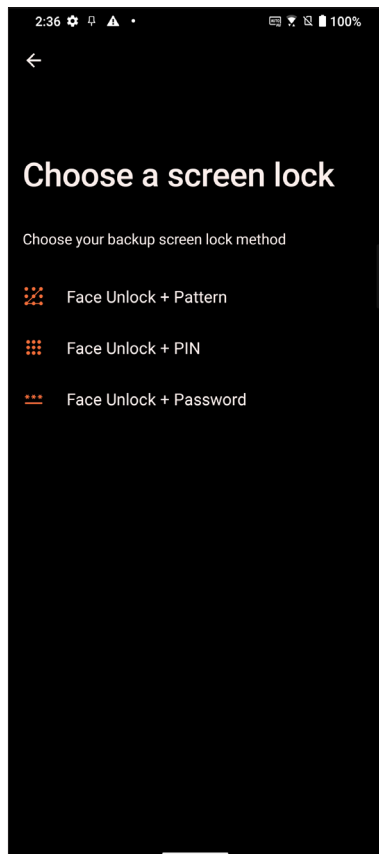 2:36 100%
Choose a screen lock
Choose your backup screen lock method
Face Unlock + Pattern
Face Unlock + PIN
Face Unlock + Password